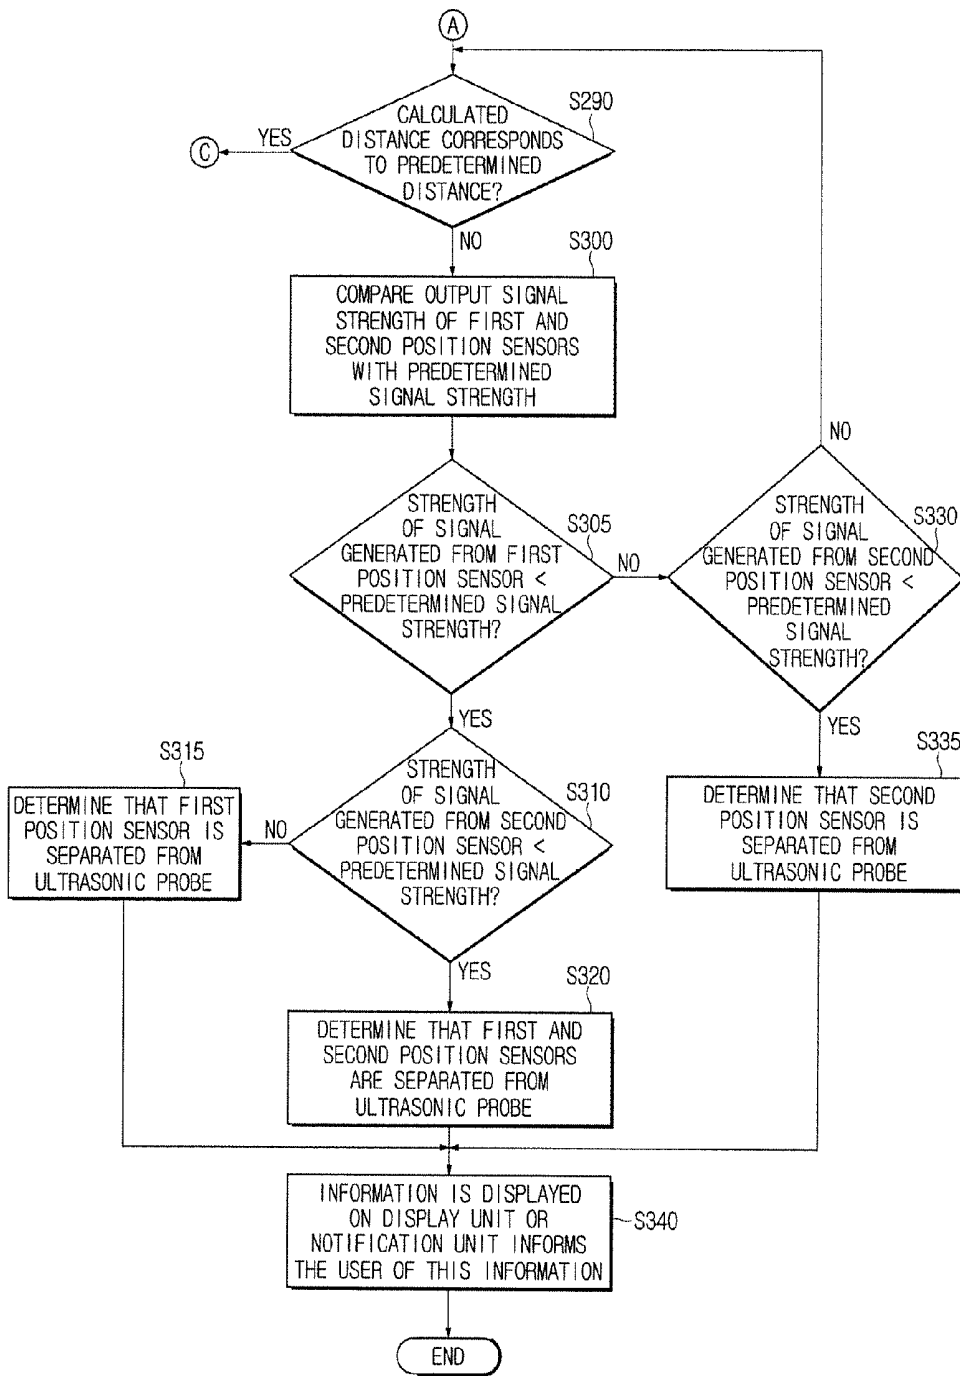 A
S290
CALCULATED
DISTANCE CORRESPONDS
TO PREDETERMINED
DISTANCE?
YES
C
NO
S300
COMPARE OUTPUT SIGNAL
STRENGTH OF FIRST AND
SECOND POSITION SENSORS
WITH PREDETERMINED
SIGNAL STRENGTH
NO
S305
STRENGTH
OF SIGNAL
GENERATED FROM FIRST
POSITION SENSOR <
PREDETERMINED SIGNAL
STRENGTH?
NO
S330
STRENGTH
OF SIGNAL
GENERATED FROM SECOND
POSITION SENSOR <
PREDETERMINED
SIGNAL
STRENGTH?
YES
YES
S310
STRENGTH
OF SIGNAL
GENERATED FROM SECOND
POSITION SENSOR <
PREDETERMINED SIGNAL
STRENGTH?
NO
S315
DETERMINE THAT FIRST
POSITION SENSOR IS
SEPARATED FROM
ULTRASONIC PROBE
S335
DETERMINE THAT SECOND
POSITION SENSOR IS
SEPARATED FROM
ULTRASONIC PROBE
YES
S320
DETERMINE THAT FIRST AND
SECOND POSITION SENSORS
ARE SEPARATED FROM
ULTRASONIC PROBE
INFORMATION IS DISPLAYED
ON DISPLAY UNIT OR
NOTIFICATION UNIT INFORMS
THE USER OF THIS INFORMATION
S340
END